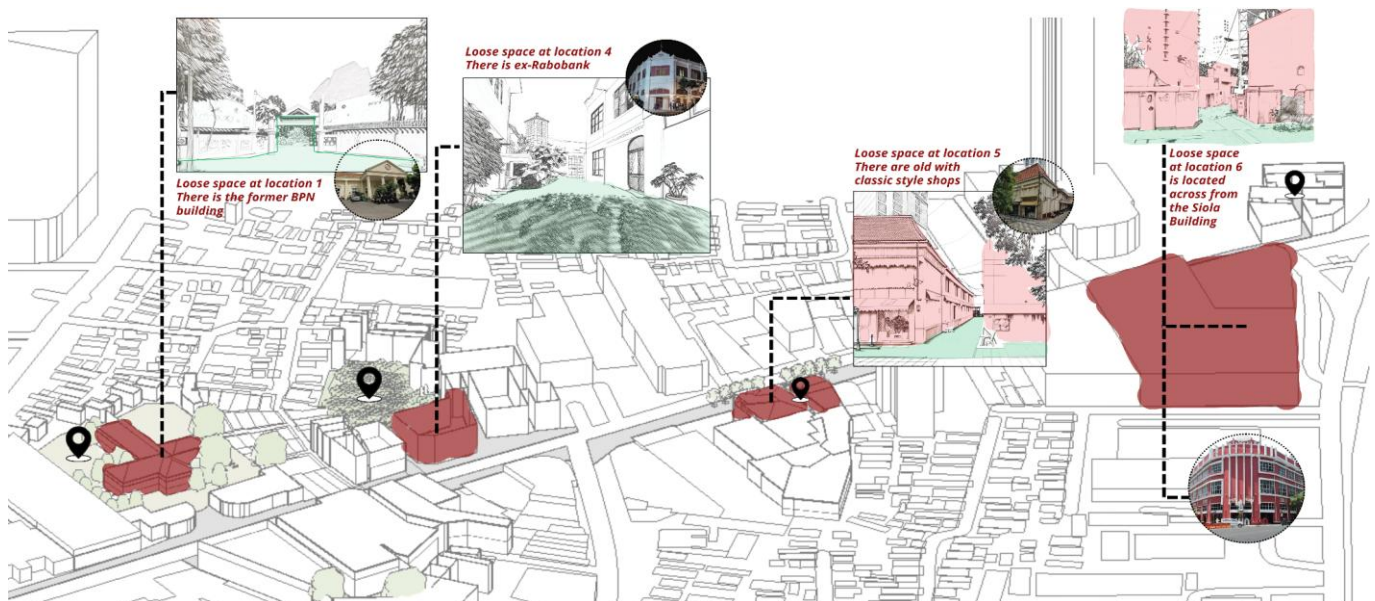 Loose space at location 1
There is the former BPN
building
Loose space at location 4
There is ex-Rabobank
Loose space at location 5
There are old with
classic style shops
Loose space
at location 6
is located
across from
the Siola
Building